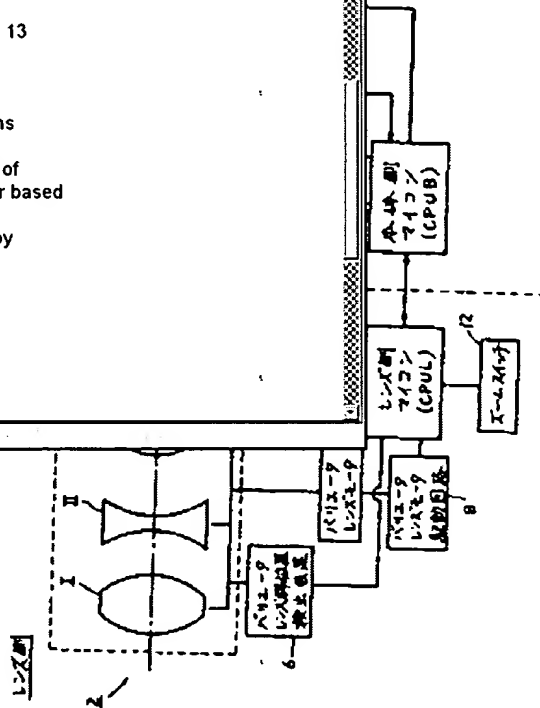 13
ns
of
r based
by
本体側
マイコン
(CPUB)
レンズ側
マイコン
(CPUL)
12
ズームスイッチ
II
I
バリエータ
レンズモータ
バリエータ
レンズモータ
駆動回路
8
バリエータ
レンズ群位置
検出装置
6
レンズ側
2